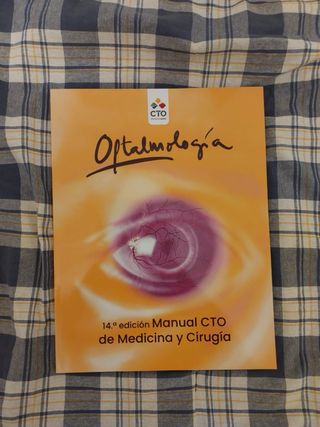 CTO
Oftalmología
14.ª edición Manual CTO
de Medicina y Cirugía